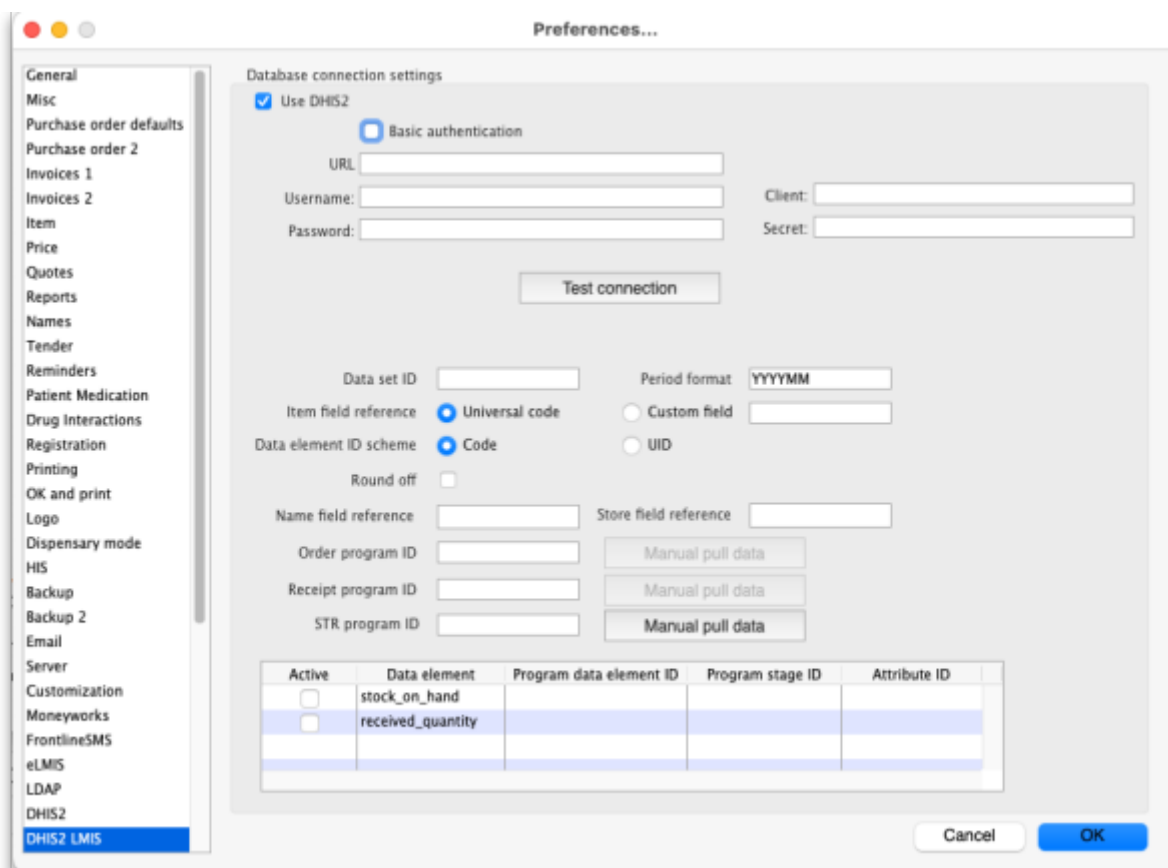 Preferences...
General
Misc
Purchase order defaults
Purchase order 2
Invoices 1
Invoices 2
Item
Price
Quotes
Reports
Names
Tender
Reminders
Patient Medication
Drug Interactions
Registration
Printing
OK and print
Logo
Dispensary mode
HIS
Backup
Backup 2
Email
Server
Customization
Moneyworks
FrontlineSMS
eLMIS
LDAP
DHIS2
DHIS2 LMIS
Database connection settings
Use DHIS2
Basic authentication
URL
Username: Client:
Password: Secret:
Test connection
Data set ID Period format YYYYMM
Item field reference Universal code Custom field
Data element ID scheme Code UID
Round off
Name field reference Store field reference
Order program ID Manual pull data
Receipt program ID Manual pull data
STR program ID Manual pull data
Active Data element Program data element ID Program stage ID Attribute ID
stock_on_hand
received_quantity
Cancel OK